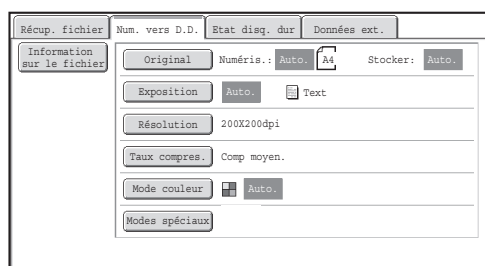 Récup. fichier Num. vers D.D. Etat disq. dur Données ext.
Information
sur le fichier
Original Numéris.: Auto. A4 Stocker: Auto.
Exposition Auto. Text
Résolution 200X200dpi
Taux compres. Comp moyen.
Mode couleur Auto.
Modes spéciaux